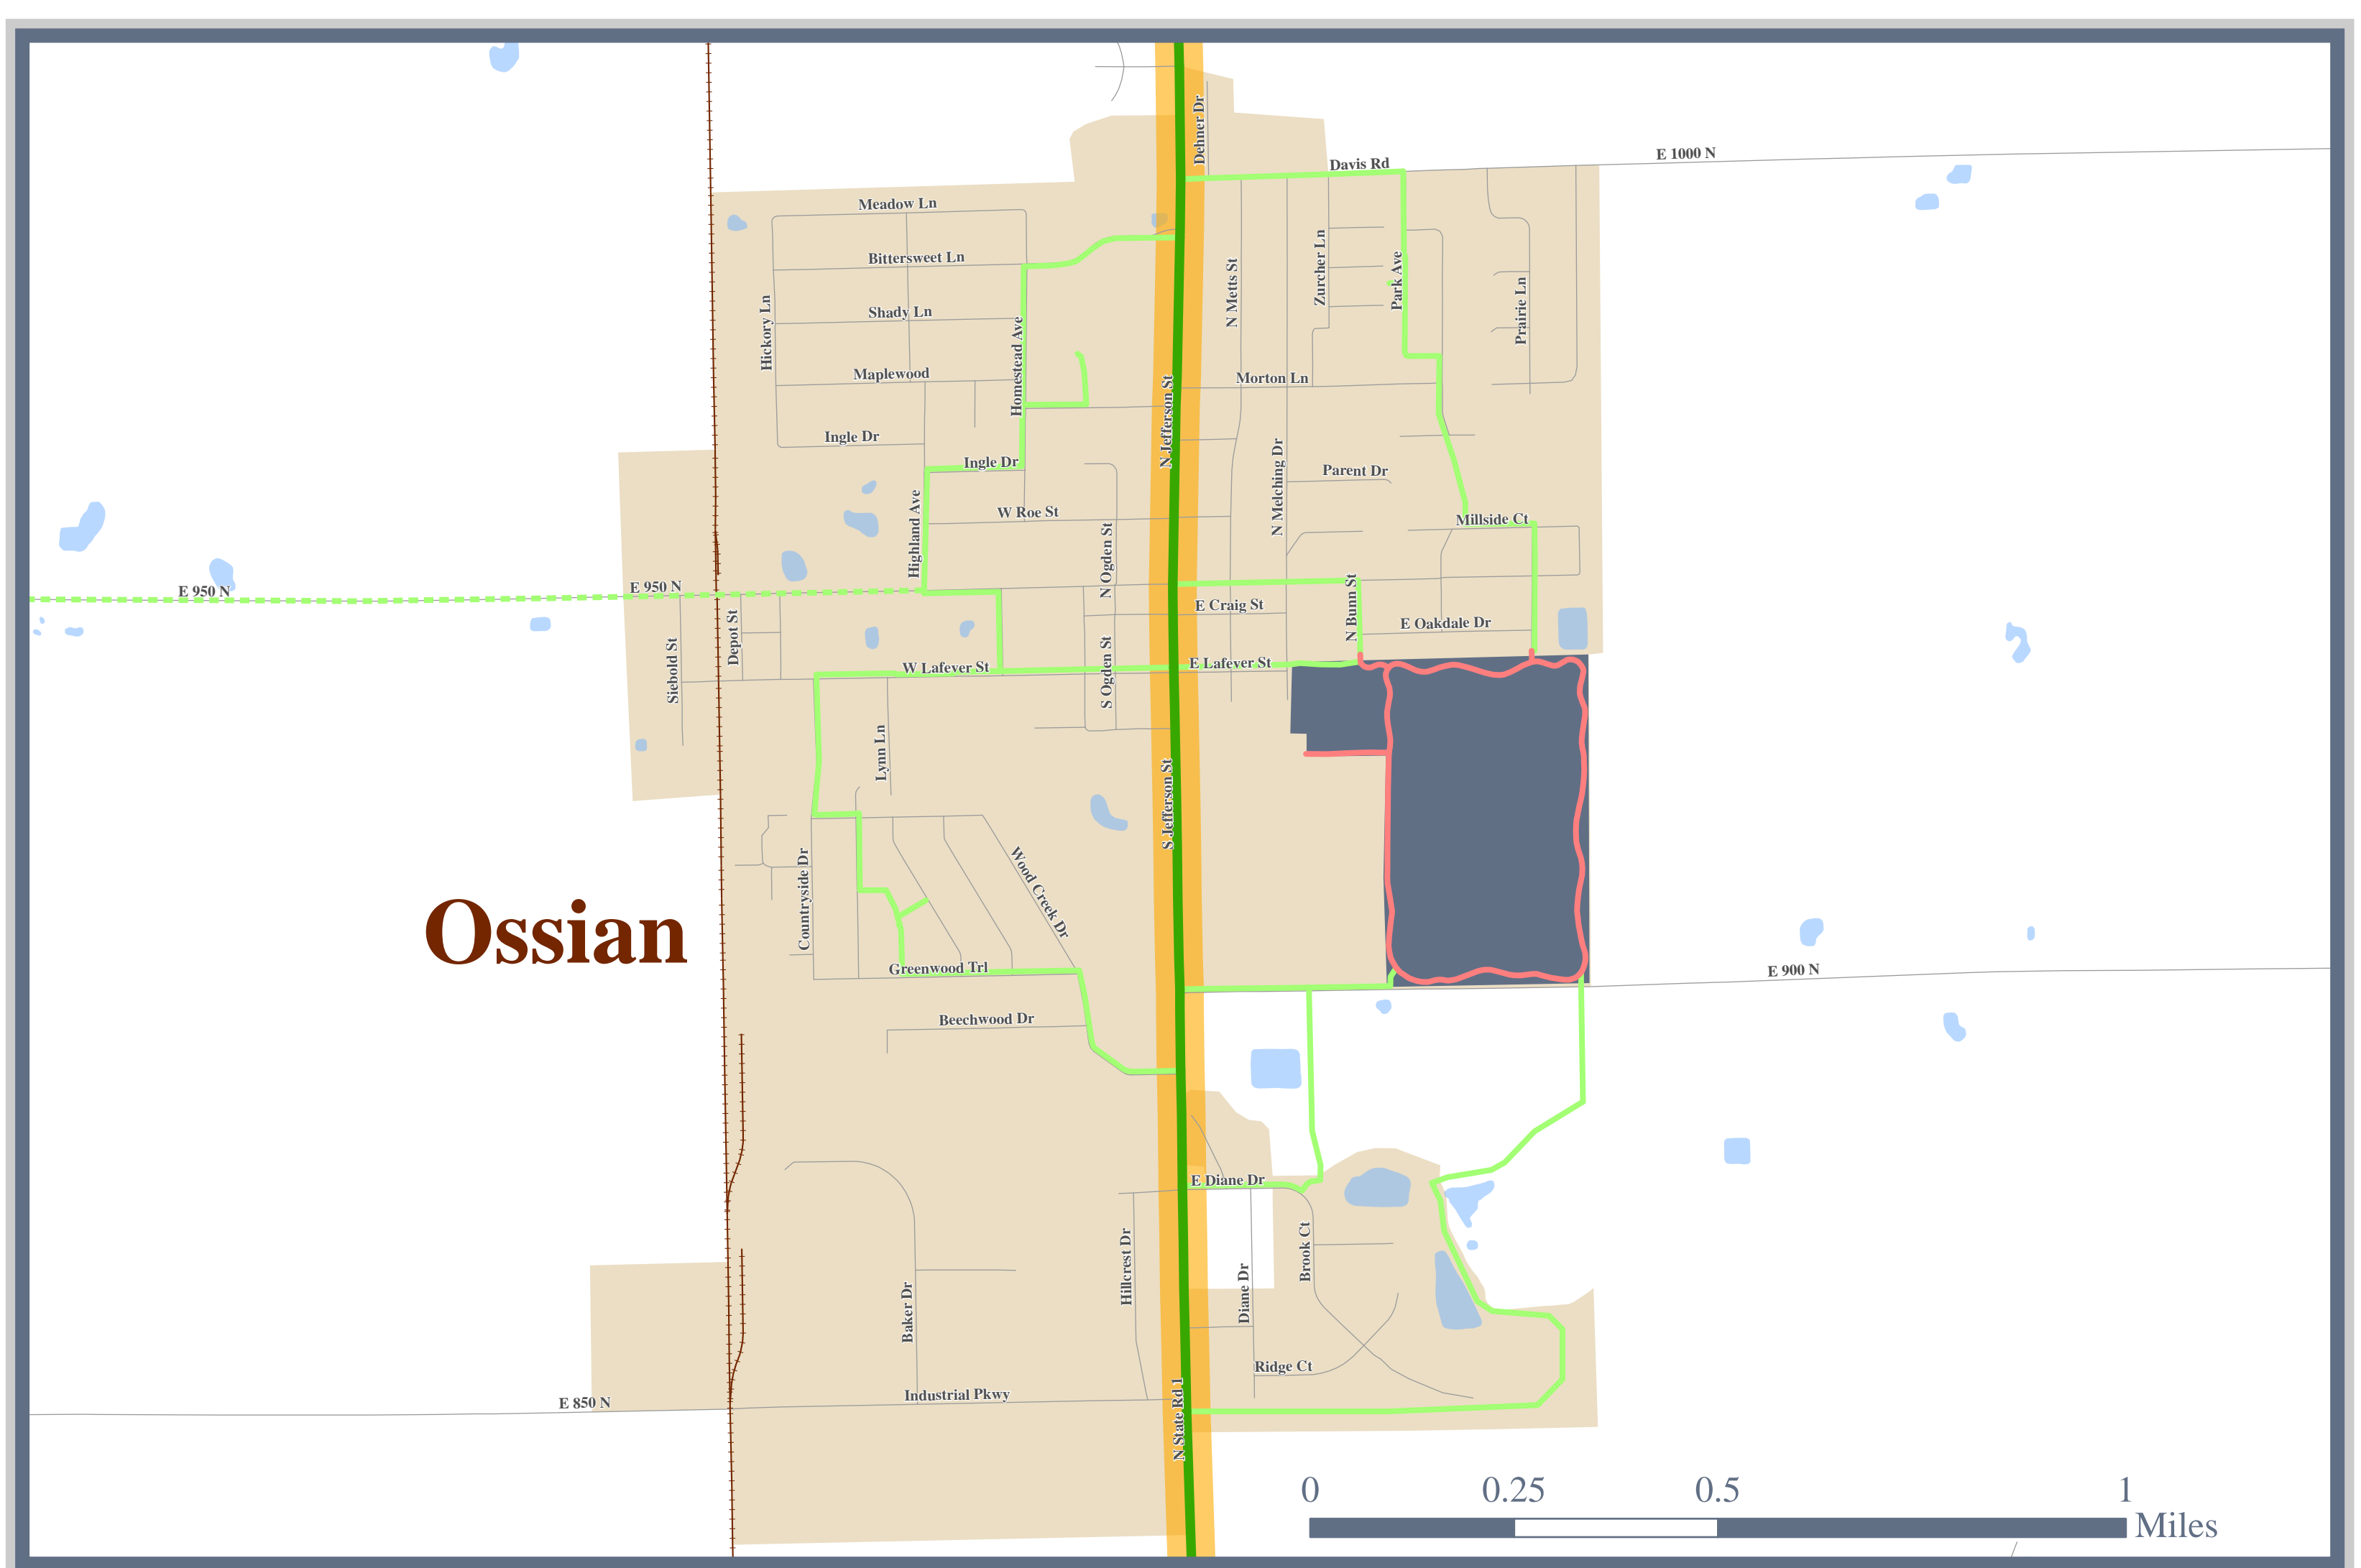 Dehner Dr
Davis Rd
E 1000 N
Meadow Ln
Bittersweet Ln
Hickory Ln
Shady Ln
Homestead Ave
Maplewood
N Metts St
Zurcher Ln
Park Ave
Prairie Ln
Morton Ln
N Jefferson St
Ingle Dr
Ingle Dr
N Melching Dr
Parent Dr
Highland Ave
W Roe St
N Ogden St
Millside Ct
E 950 N
E 950 N
Depot St
Siebold St
E Craig St
N Bunn St
E Oakdale Dr
W Lafever St
E Lafever St
S Ogden St
Lynn Ln
S Jefferson St
Countryside Dr
Wood Creek Dr
Ossian
Greenwood Trl
E 900 N
Beechwood Dr
E Diane Dr
Hillcrest Dr
Brook Ct
Diane Dr
Baker Dr
Ridge Ct
E 850 N
Industrial Pkwy
N State Rd 1
0 0.25 0.5 1
Miles